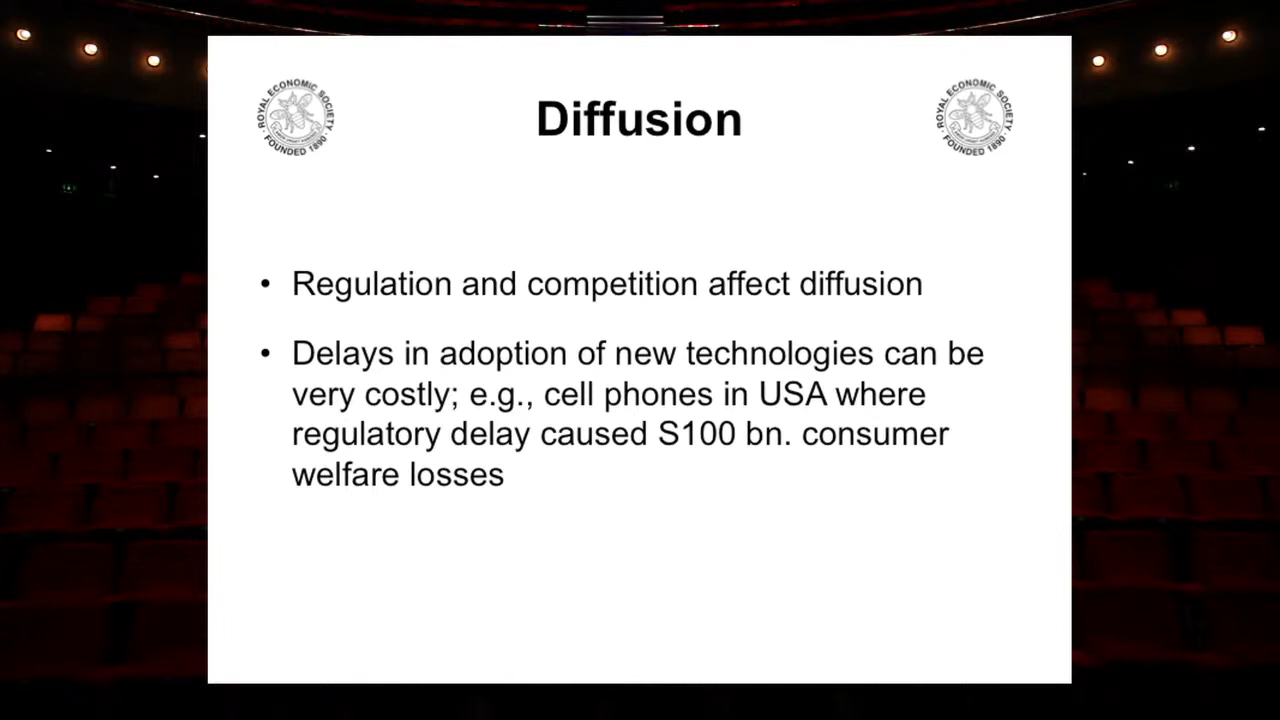 ROYAL ECONOMIC SOCIETY
FOUNDED 1890
Diffusion
ROYAL ECONOMIC SOCIETY
FOUNDED 1890
• Regulation and competition affect diffusion
• Delays in adoption of new technologies can be
very costly; e.g., cell phones in USA where
regulatory delay caused S100 bn. consumer
welfare losses